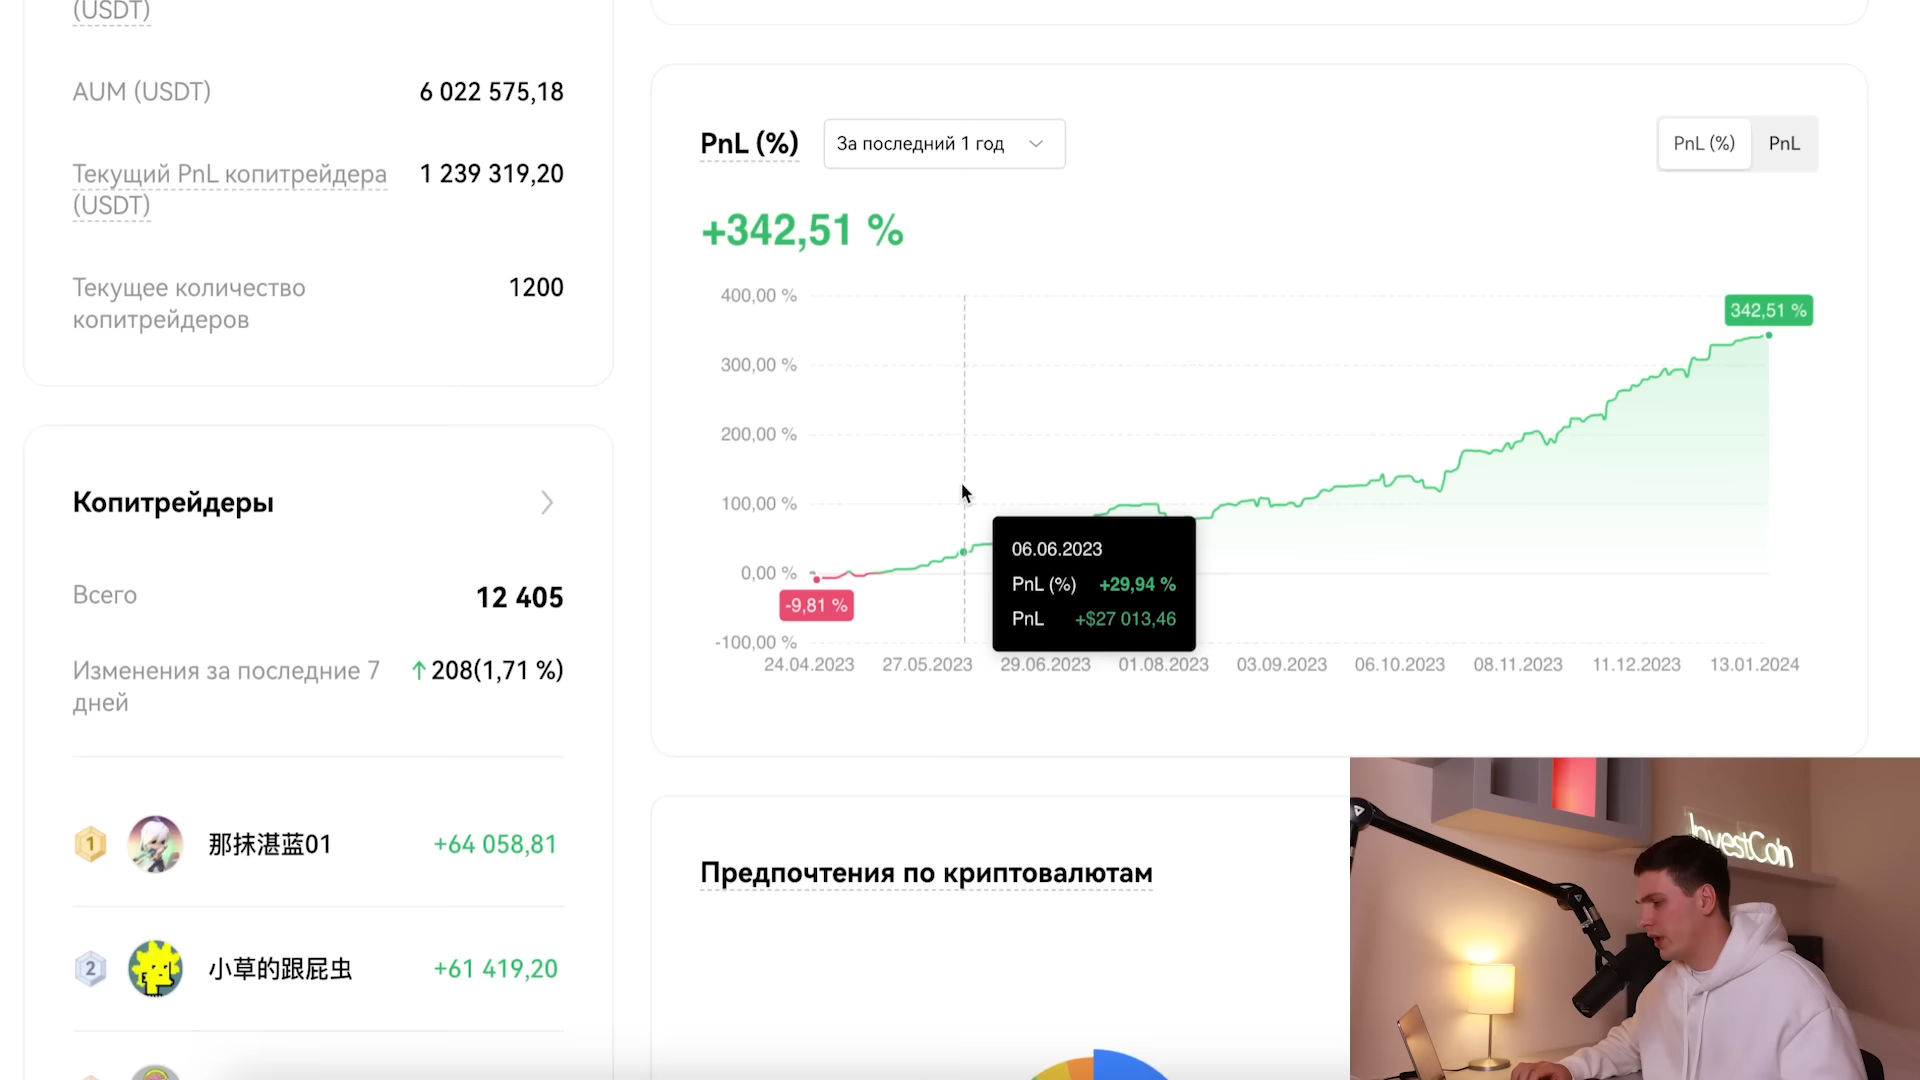 (USDT)
AUM (USDT) 6 022 575,18
Текущий PnL копитрейдера 1 239 319,20
(USDT)
Текущее количество 1200
копитрейдеров
Копитрейдеры
Всего 12 405
Изменения за последние 7 208(1,71 %)
дней
1 那抹湛蓝01 +64 058,81
2 小草的跟屁虫 +61 419,20
PnL (%) За последний 1 год PnL (%) PnL
+342,51 %
400,00 %
342,51 %
300,00 %
200,00 %
100,00 %
0,00 %
-9,81 %
-100,00 %
06.06.2023
PnL (%) +29,94 %
PnL +$27 013,46
24.04.2023 27.05.2023 29.06.2023 01.08.2023 03.09.2023 06.10.2023 08.11.2023 11.12.2023 13.01.2024
Предпочтения по криптовалютам
InvestCoin